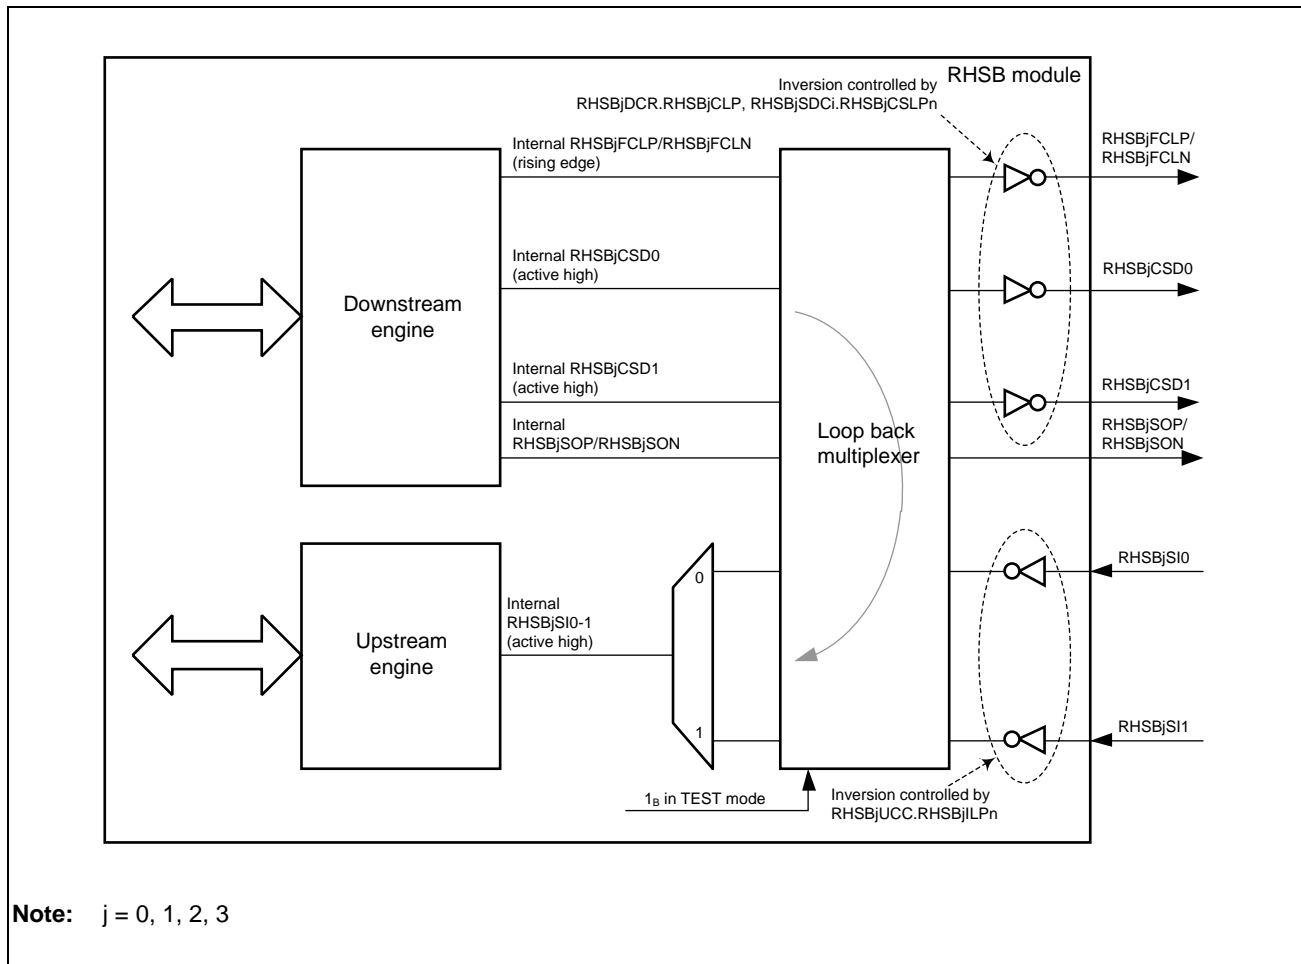 RHSB module
Inversion controlled by
RHSBjDCR.RHSBjCLP, RHSBjSDCi.RHSBjCSLPn
Internal RHSBjFCLP/RHSBjFCLN
(rising edge)
RHSBjFCLP/
RHSBjFCLN
Internal RHSBjCSD0
(active high)
RHSBjCSD0
Downstream
engine
Internal RHSBjCSD1
(active high)
RHSBjCSD1
Internal
RHSBjSOP/RHSBjSON
Loop back
multiplexer
RHSBjSOP/
RHSBjSON
0
RHSBjSI0
Internal
RHSBjSI0-1
(active high)
Upstream
engine
1
RHSBjSI1
1B in TEST mode
Inversion controlled by
RHSBjUCC.RHSBjILPn
Note: j = 0, 1, 2, 3